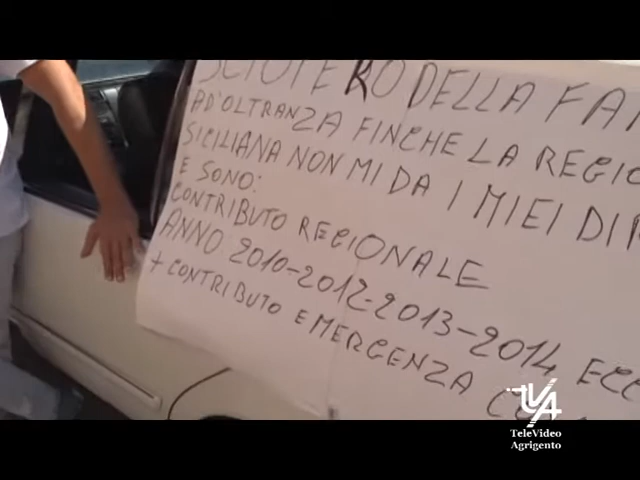 SCIOPERO DELLA FA
AD'OLTRANZA FINCHE LA REGIO
SICILIANA NON MI DA I MIEI DI
E SONO:
CONTRIBUTO REGIONALE
ANNO 2010-2012-2013-2014 ECC
+ CONTRIBUTO EMERGENZA
TVA
TeleVideo
Agrigento